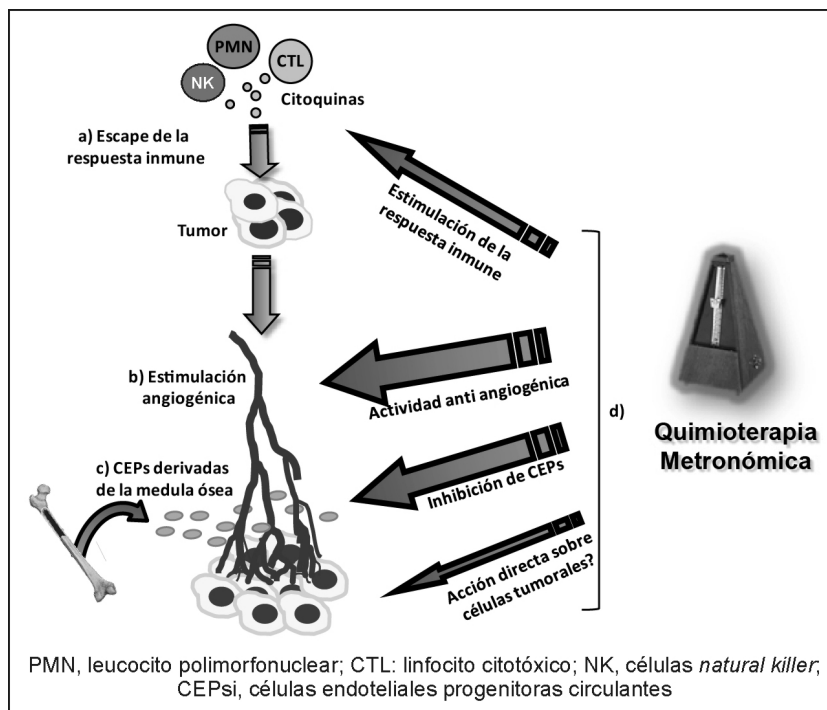 PMN
CTL
NK
Citoquinas
a) Escape de la
respuesta inmune
Tumor
Estimulación de la
respuesta inmune
b) Estimulación
angiogénica
Actividad anti angiogénica
d)
Quimioterapia
Metronómica
c) CEPs derivadas
de la medula ósea
Inhibición de CEPs
Acción directa sobre
células tumorales?
PMN, leucocito polimorfonuclear; CTL: linfocito citotóxico; NK, células natural killer;
CEPsi, células endoteliales progenitoras circulantes